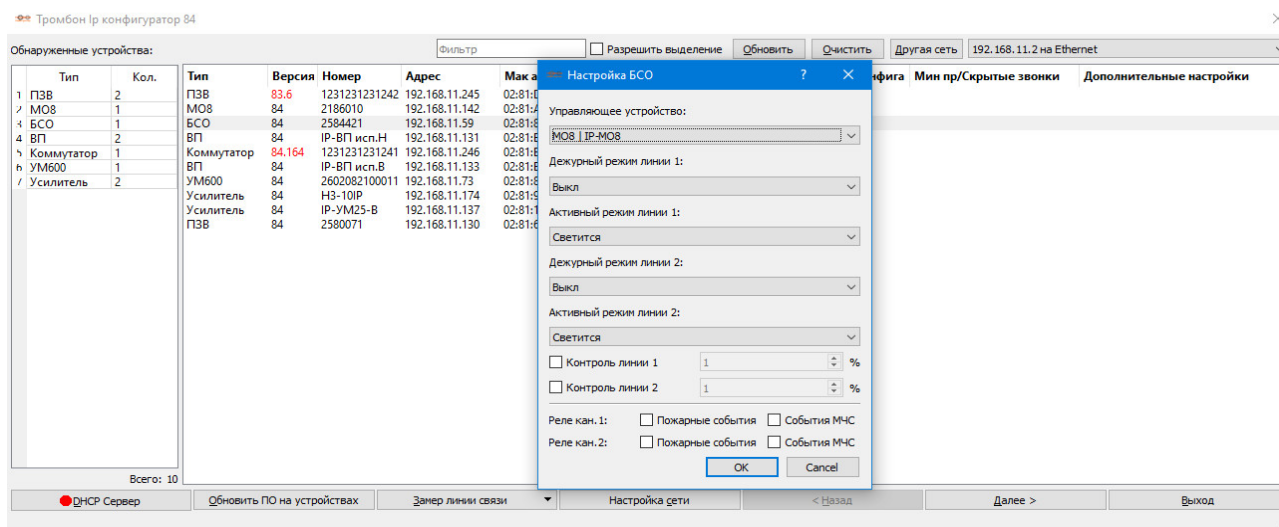 Тромбон Ip конфигуратор 84
Обнаруженные устройства: Фильтр Разрешить выделение Обновить Очистить Другая сеть 192.168.11.2 на Ethernet
Тип Кол.
1 ПЗВ 2
2 МО8 1
3 БСО 1
4 ВП 2
5 Коммутатор 1
6 УМ600 1
7 Усилитель 2
Всего: 10
Тип Версия Номер Адрес Мак а нфига Мин пр/Скрытые звонки Дополнительные настройки
ПЗВ 83.6 1231231231242 192.168.11.245 02:81:
МО8 84 2186010 192.168.11.142 02:81:
БСО 84 2584421 192.168.11.59 02:81:
ВП 84 IP-ВП исп.Н 192.168.11.131 02:81:
Коммутатор 84.164 1231231231241 192.168.11.246 02:81:
ВП 84 IP-ВП исп.В 192.168.11.133 02:81:
УМ600 84 2602082100011 192.168.11.73 02:81:
Усилитель 84 Н3-10IP 192.168.11.174 02:81:
Усилитель 84 IP-УМ25-В 192.168.11.137 02:81:
ПЗВ 84 2580071 192.168.11.130 02:81:
Настройка БСО ?
Управляющее устройство:
МО8 | IP-МО8
Дежурный режим линии 1:
Выкл
Активный режим линии 1:
Светится
Дежурный режим линии 2:
Выкл
Активный режим линии 2:
Светится
Контроль линии 1 1 %
Контроль линии 2 1 %
Реле кан.1: Пожарные события События МЧС
Реле кан.2: Пожарные события События МЧС
OK Cancel
DHCP Сервер Обновить ПО на устройствах Замер линии связи Настройка сети < Назад Далее > Выход